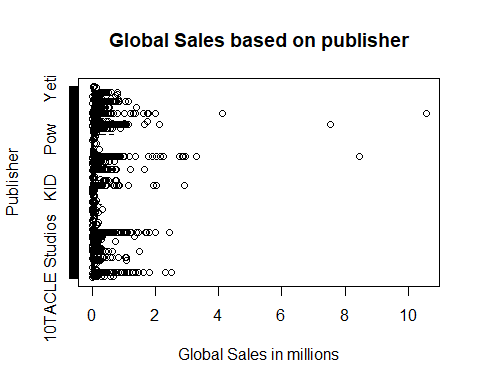 Global Sales based on publisher
Publisher
Yeti
Pow
KID
10TACLE Studios
0 2 4 6 8 10
Global Sales in millions